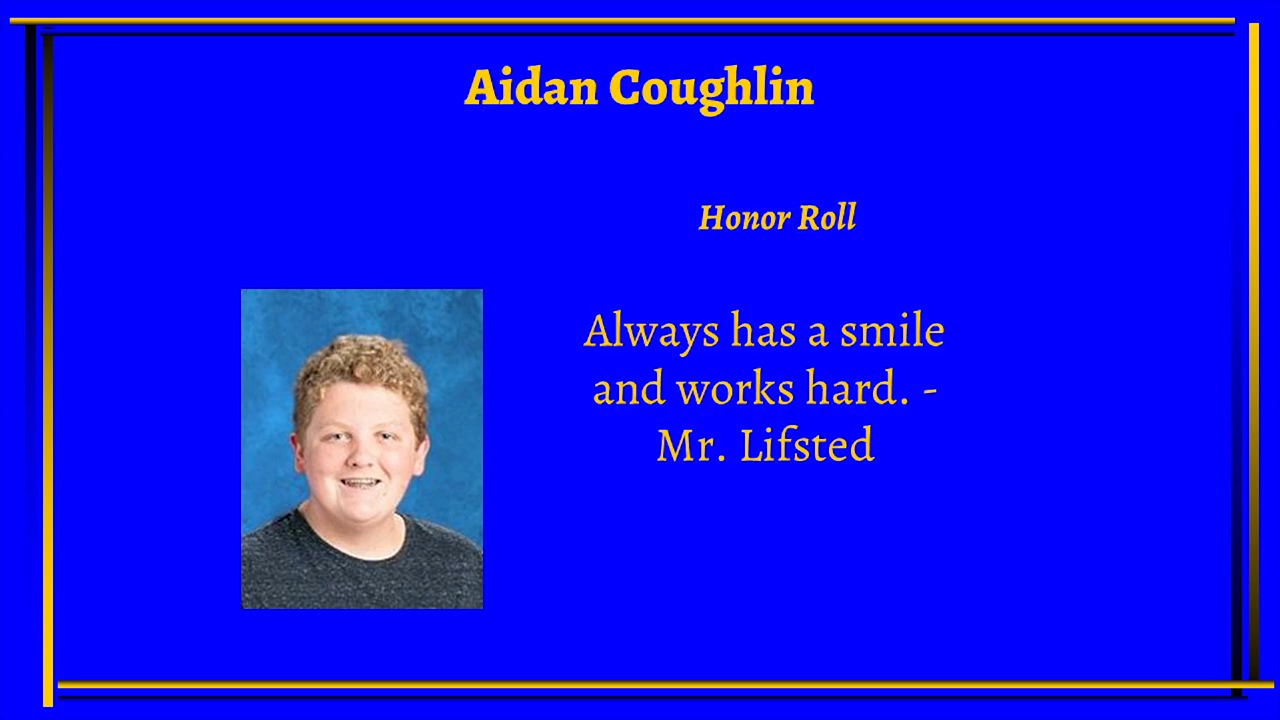 Aidan Coughlin
Honor Roll
Always has a smile
and works hard. -
Mr. Lifsted